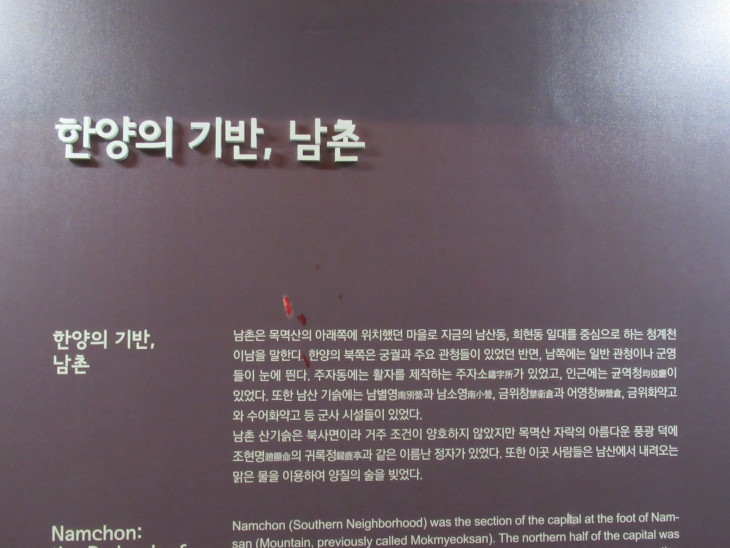 한양의 기반, 남촌
한양의 기반,
남촌
남촌은 목멱산의 아래쪽에 위치했던 마을로 지금의 남산동, 회현동 일대를 중심으로 하는 청계천
이남을 말한다. 한양의 북쪽은 궁궐과 주요 관청들이 있었던 반면, 남쪽에는 일반 관청이나 군영
들이 눈에 띈다. 주자동에는 활자를 제작하는 주자소鑄字所가 있었고, 인근에는 균역청均役廳이
있었다. 또한 남산 기슭에는 남별영南別營과 남소영南小營, 금위창禁衛倉과 어영창御營倉, 금위화약고
와 수어화약고 등 군사 시설들이 있었다.
남촌 산기슭은 북사면이라 거주 조건이 양호하지 않았지만 목멱산 자락의 아름다운 풍광 덕에
조현명趙顯命의 귀록정歸鹿亭과 같은 이름난 정자가 있었다. 또한 이곳 사람들은 남산에서 내려오는
맑은 물을 이용하여 양질의 술을 빚었다.
Namchon:
Namchon (Southern Neighborhood) was the section of the capital at the foot of Nam-
san (Mountain, previously called Mokmyeoksan). The northern half of the capital was